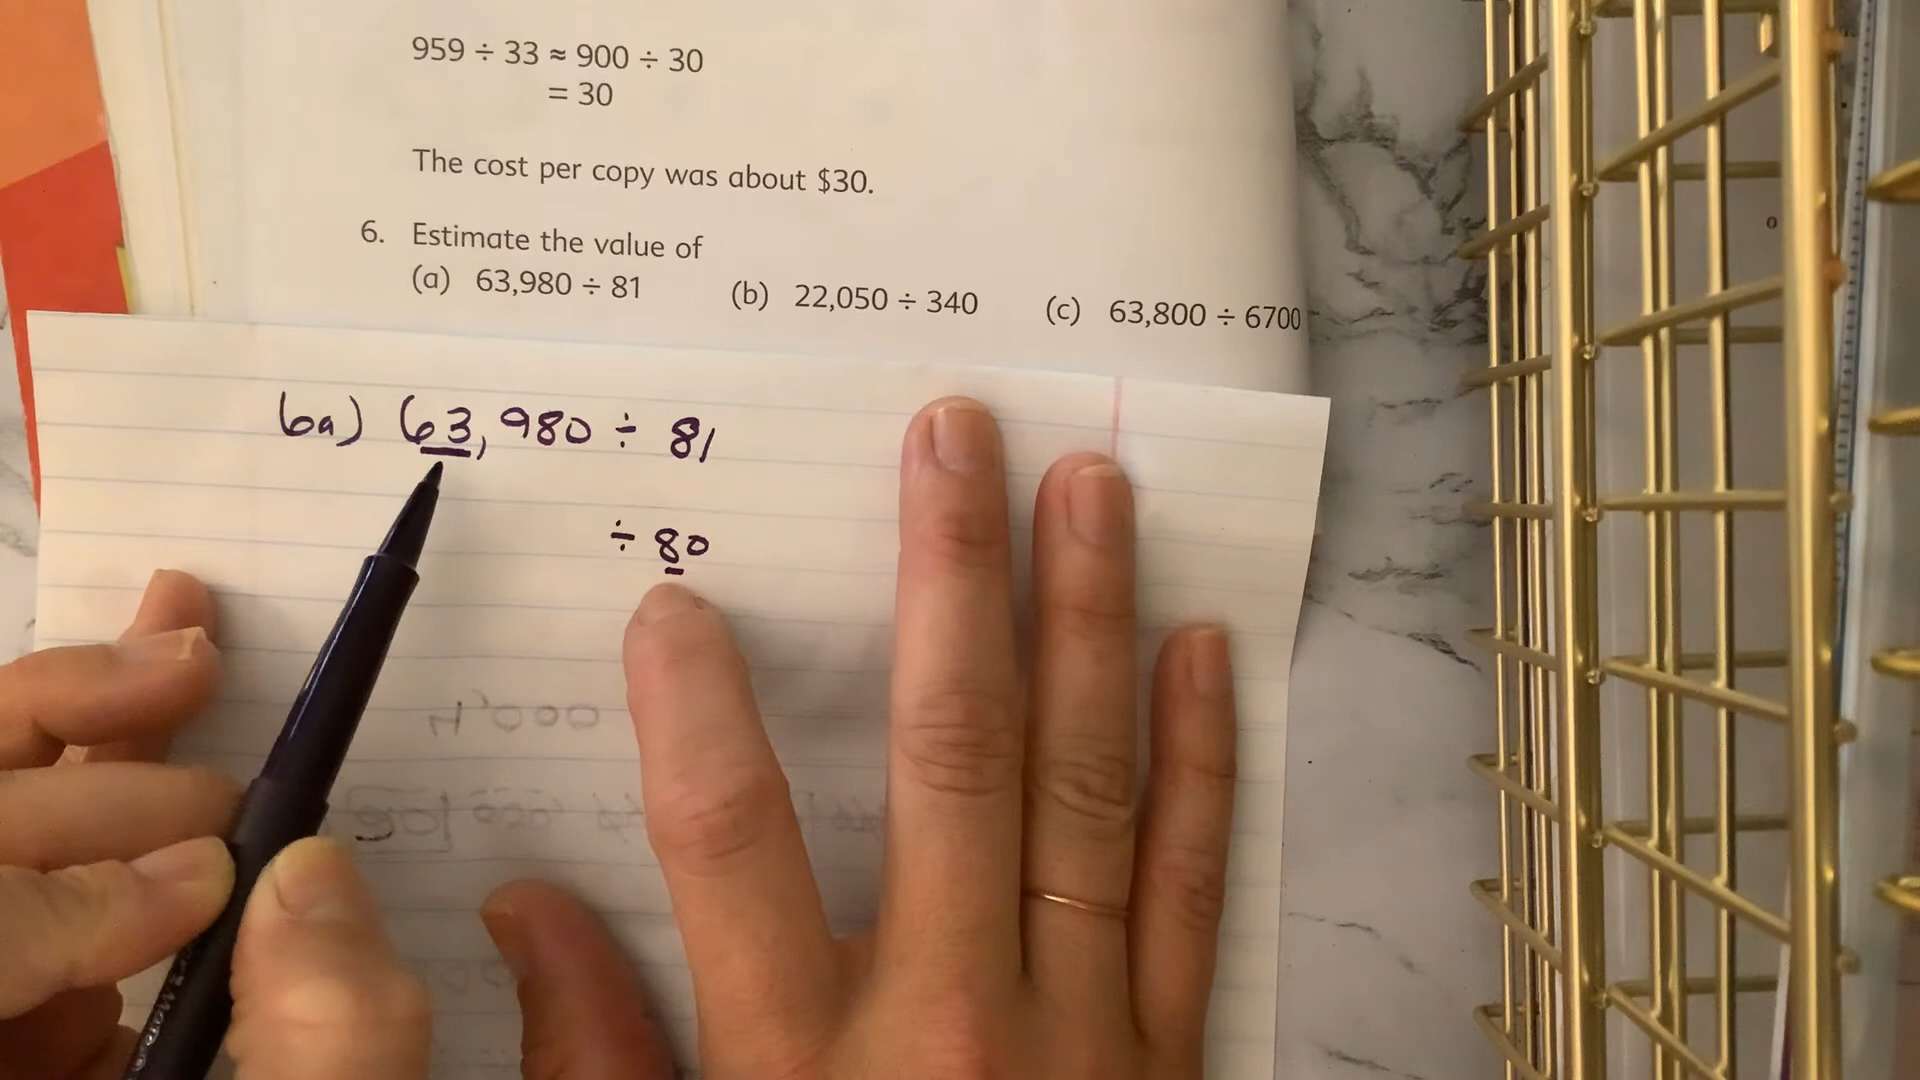 959 ÷ 33 ≈ 900 ÷ 30
= 30
The cost per copy was about $30.
6. Estimate the value of
(a) 63,980 ÷ 81 (b) 22,050 ÷ 340 (c) 63,800 ÷ 6700
6a) 63,980 ÷ 81
÷ 80